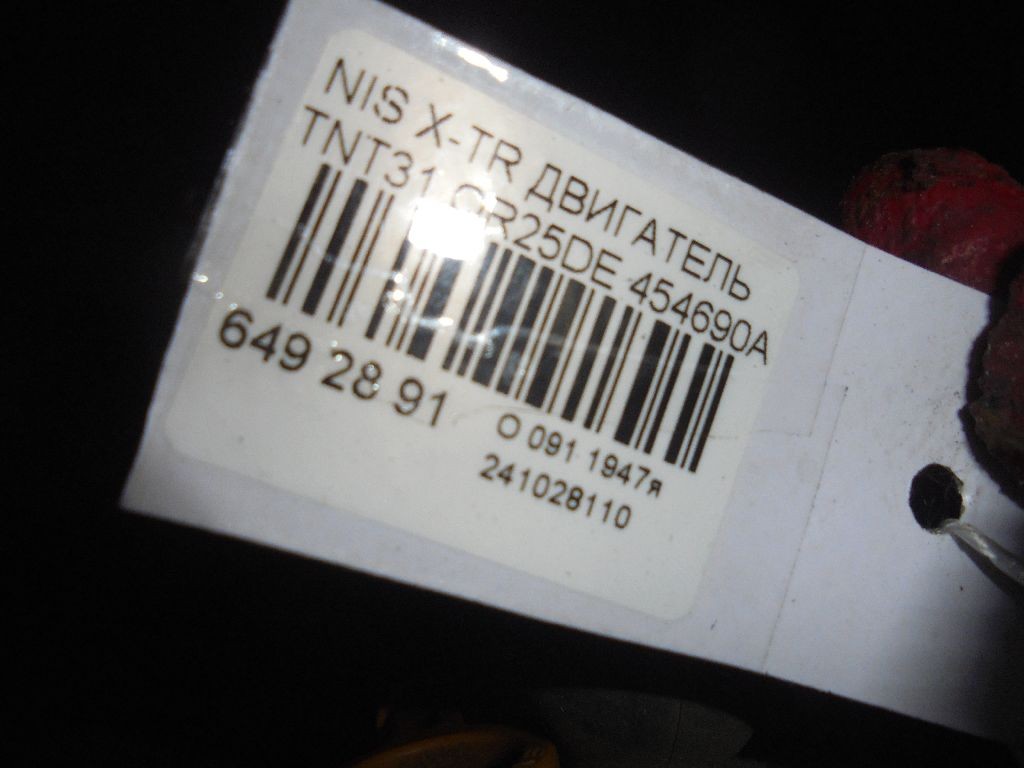 NIS X-TR ДВИГАТЕЛЬ
TNT31 QR25DE 454690A
649 28 91
O 091 1947я
241028110